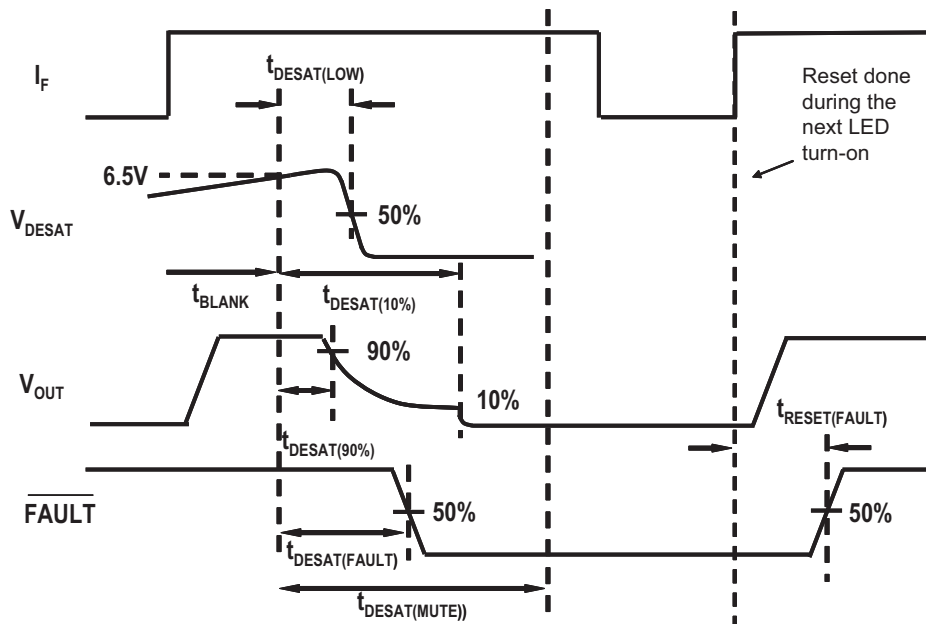 I_F
t_DESAT(LOW)
Reset done
during the
next LED
turn-on
6.5V
V_DESAT
50%
t_BLANK
t_DESAT(10%)
90%
V_OUT
10%
t_RESET(FAULT)
t_DESAT(90%)
FAULT
50%
50%
t_DESAT(FAULT)
t_DESAT(MUTE))